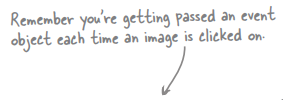 Remember you're getting passed an event
object each time an image is clicked on.